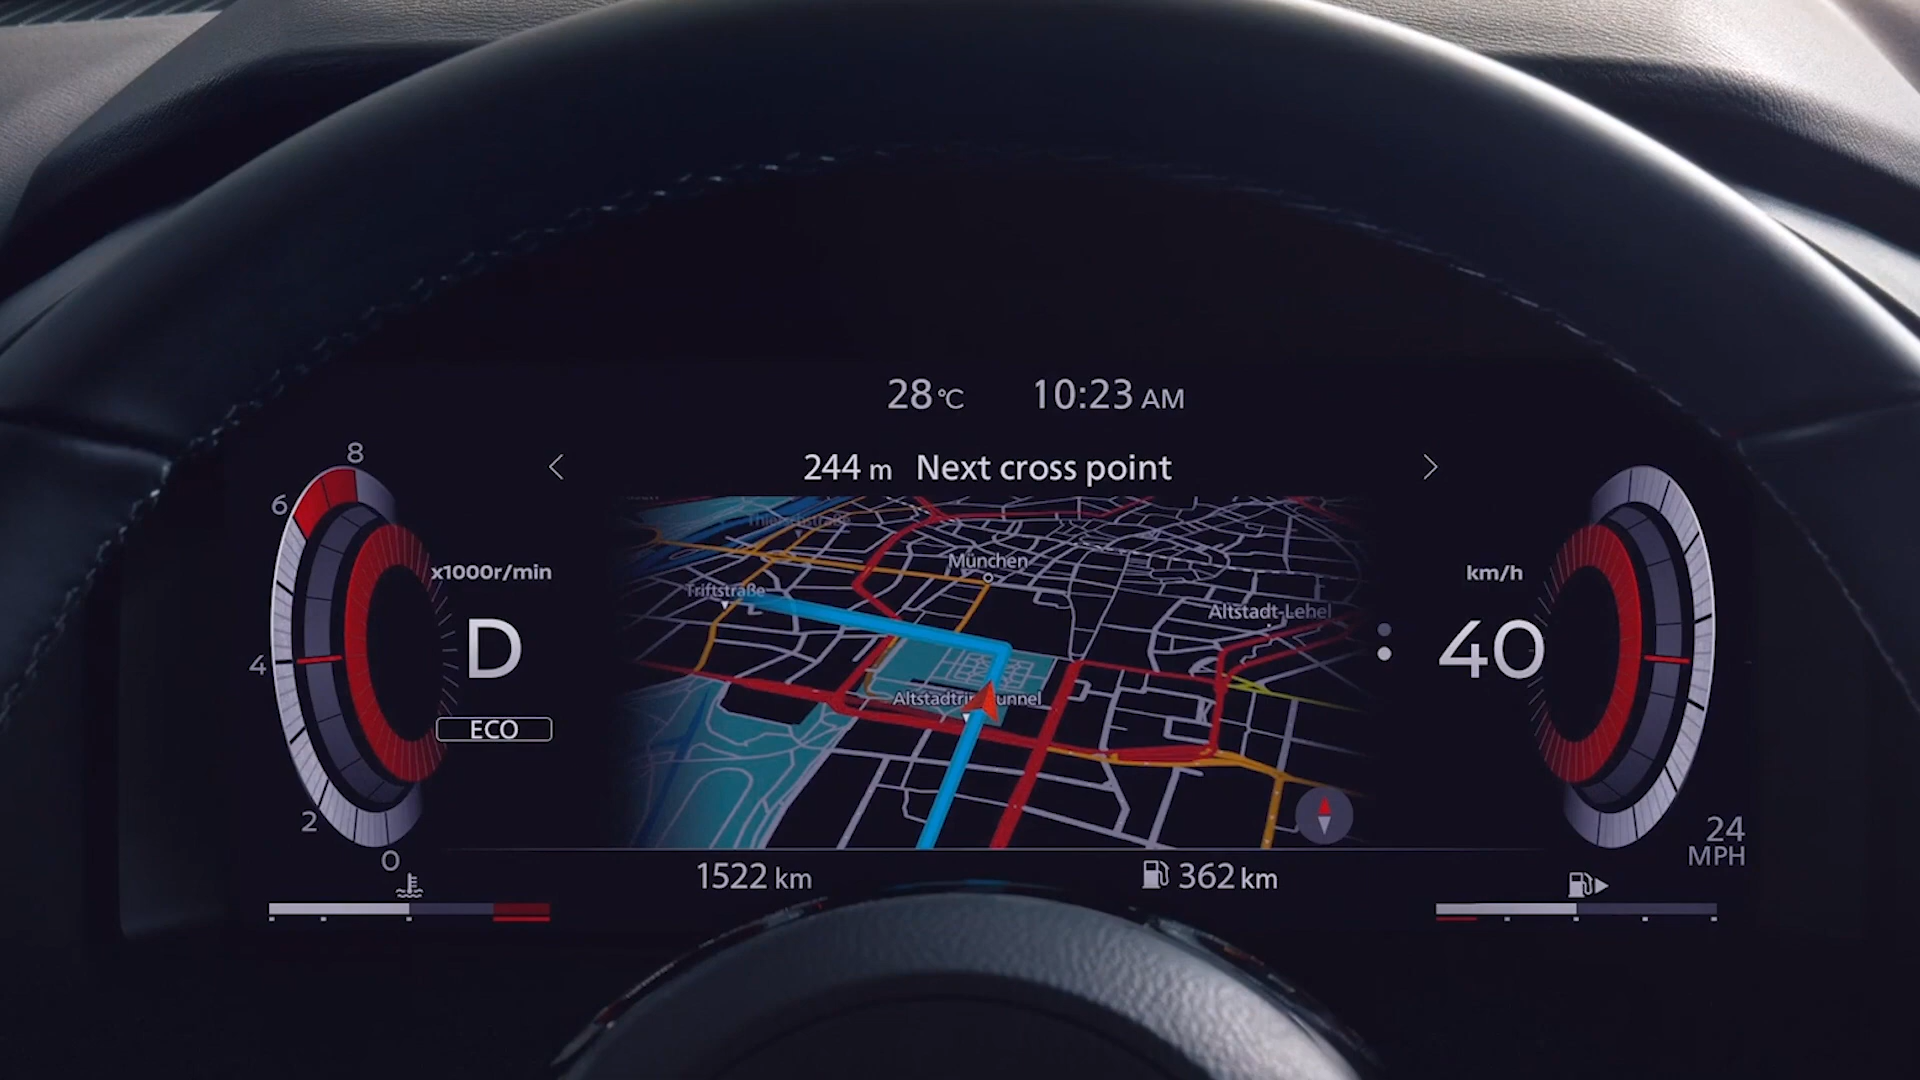 28°C 10:23 AM
244 m Next cross point
8
6
4
2
0
x1000r/min
D
ECO
Thierschstraße
München
Triftstraße
Altstadt-Lehel
km/h
40
24
MPH
1522 km
362 km